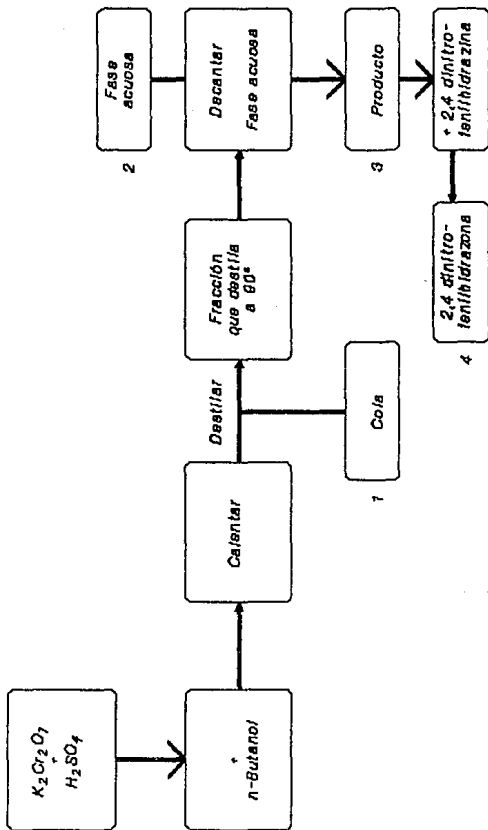 K2Cr2O7
+
H2SO4
+
n-Butanol
Calentar
Destilar
Cola
1
Fracción
que destila
a 90°
Fase
acuosa
2
Decantar
Fase acuosa
Producto
3
+ 2,4 dinitro-
fenilhidrazina
2,4 dinitro-
fenilhidrazona
4